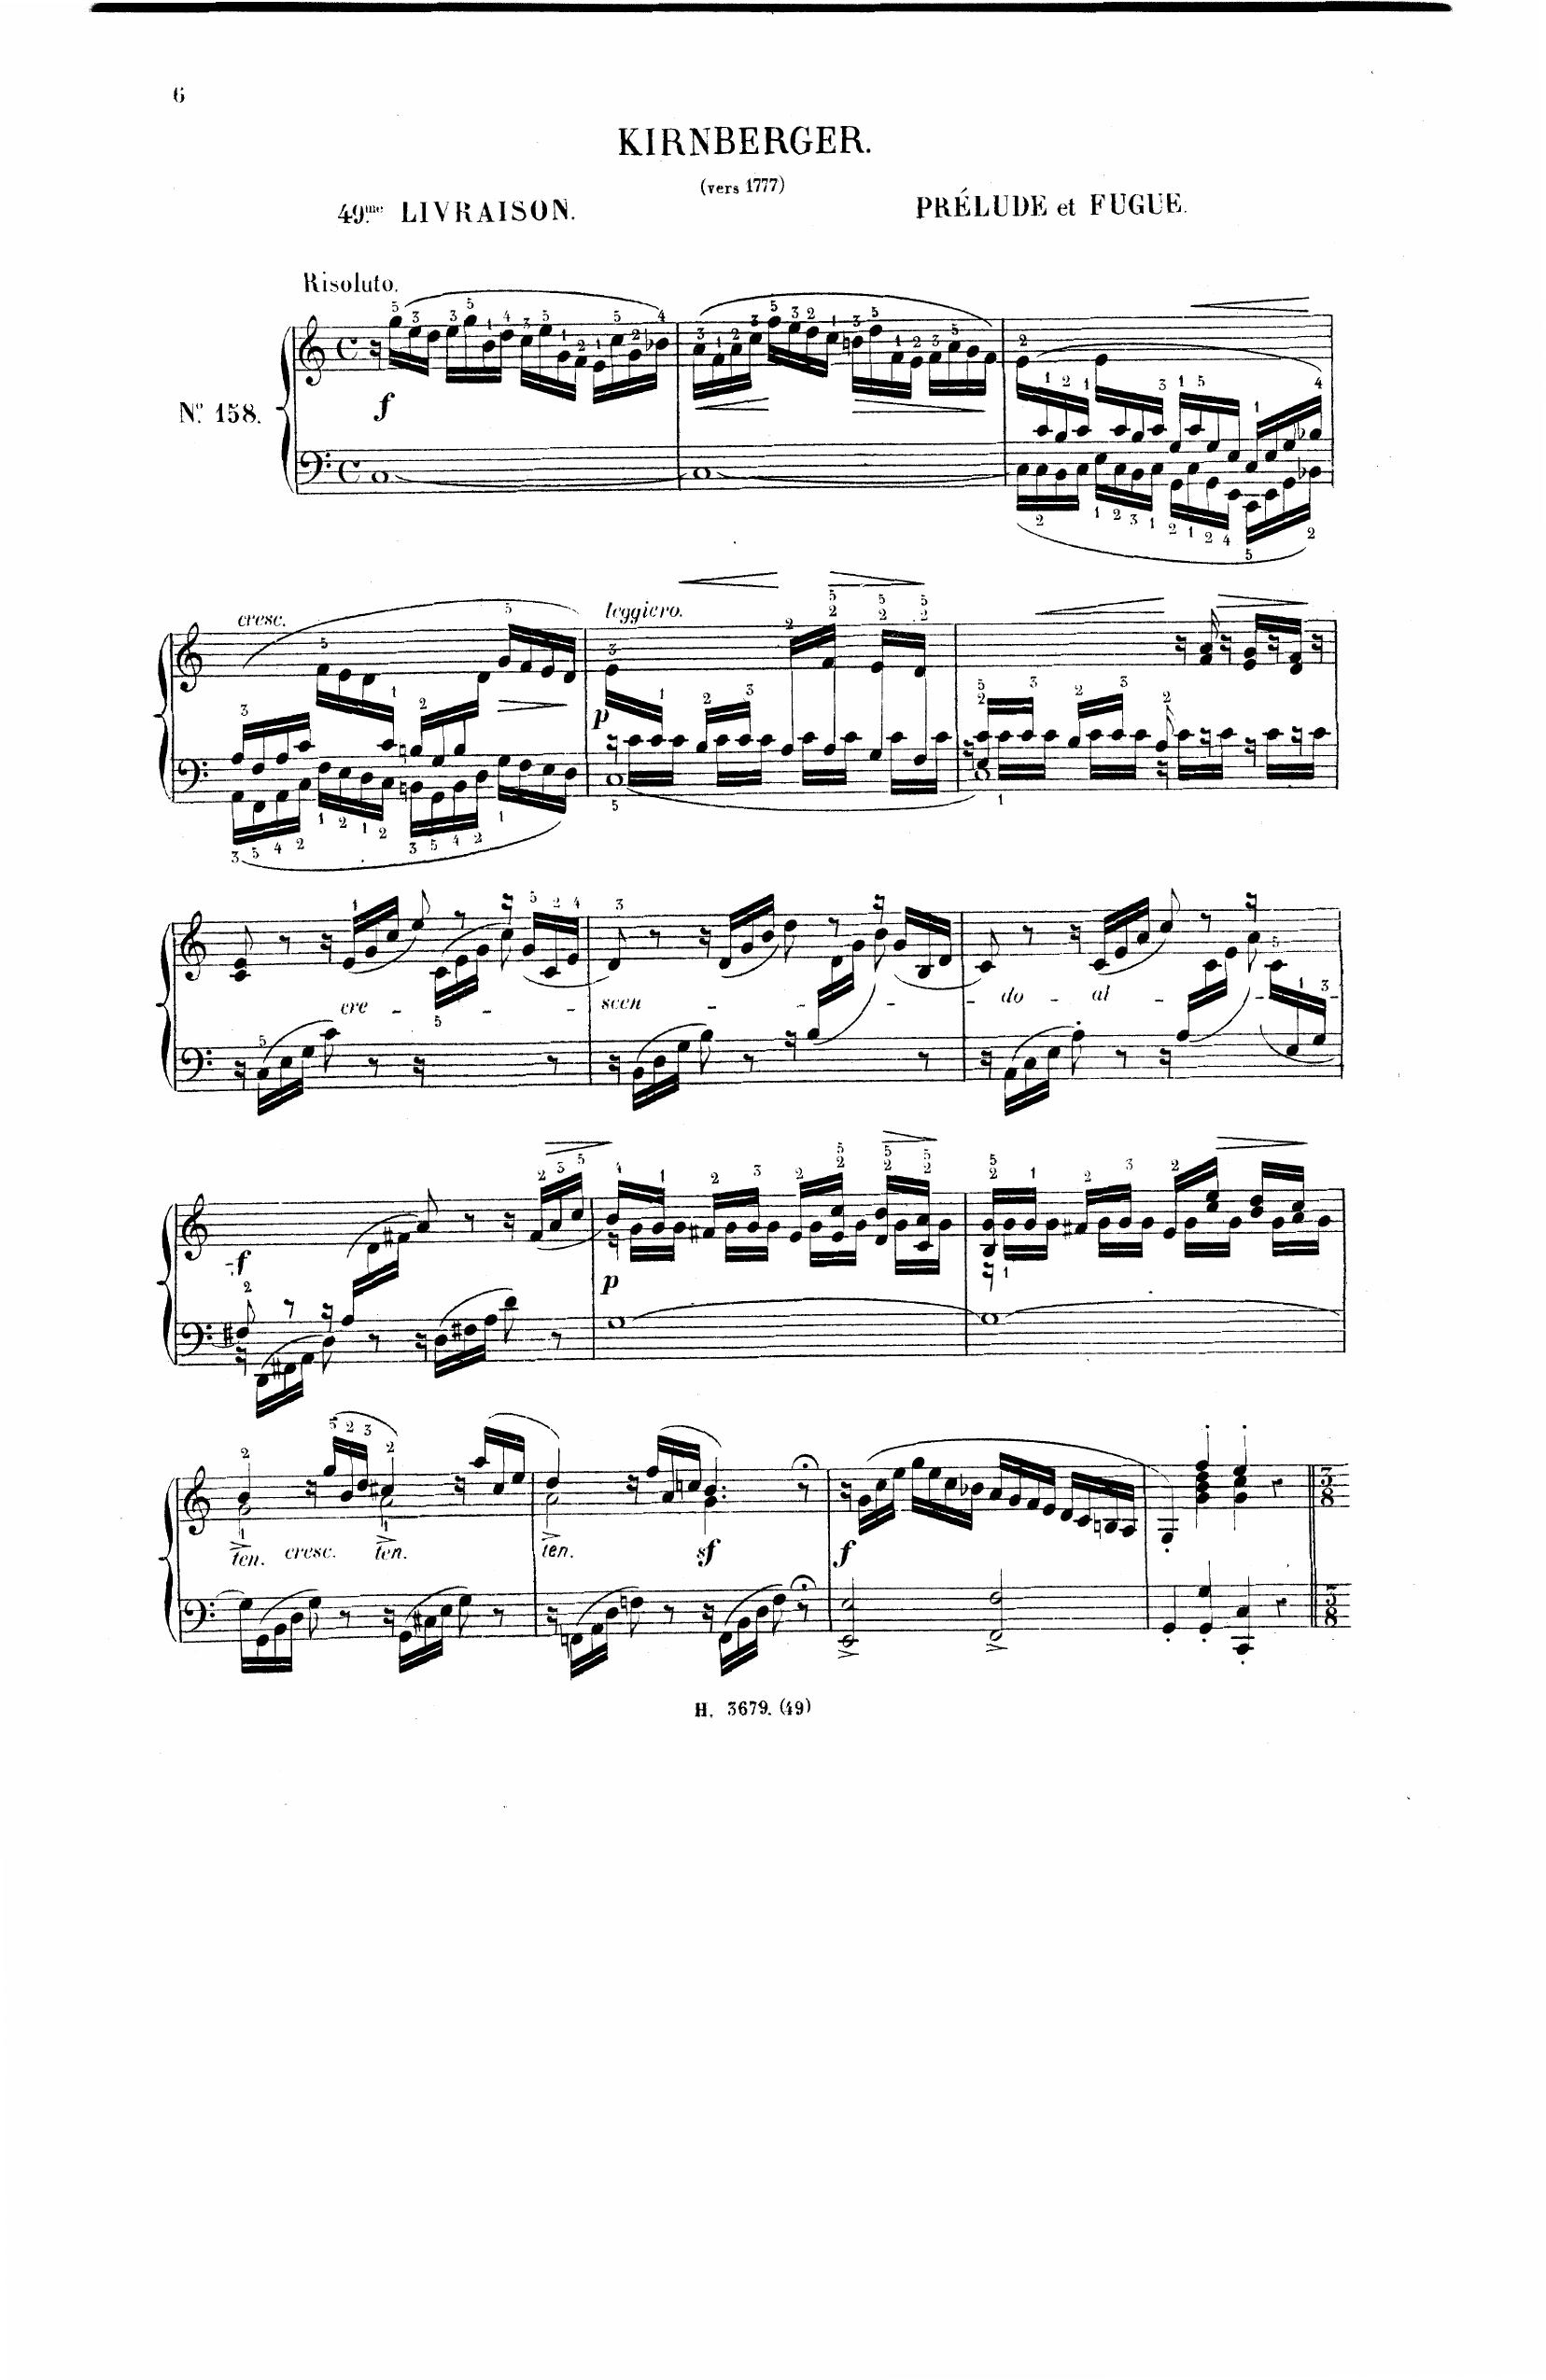 6
KIRNBERGER.
(vers 1777)
49.me LIVRAISON. PRÉLUDE et FUGUE.
Risoluto.
f
No. 158.
cresc. leggiero.
p
cre - - - scen - - - - do - al - - -
- f p
ten. cresc. ten. ten. sf f
H. 3679. (49)